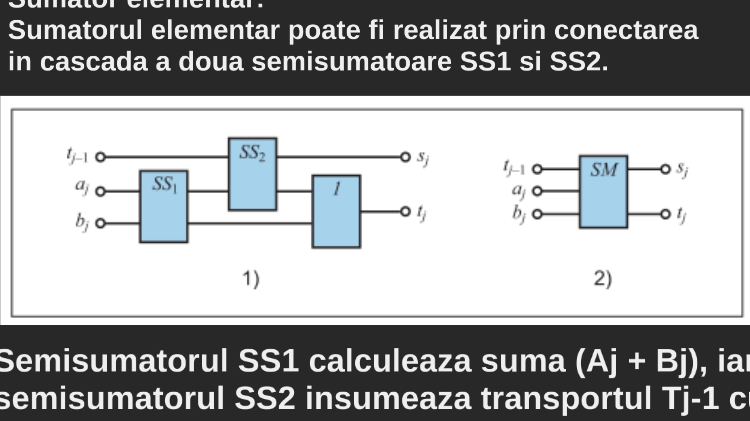 Sumator elementar.
Sumatorul elementar poate fi realizat prin conectarea
in cascada a doua semisumatoare SS1 si SS2.
tj–1 SS2 sj
aj SS1 1
bj tj
1)
tj–1 SM sj
aj
bj tj
2)
Semisumatorul SS1 calculeaza suma (Aj + Bj), iar
semisumatorul SS2 insumeaza transportul Tj-1